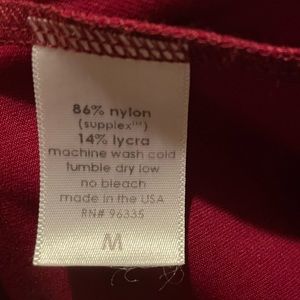 86% nylon
(supplex™)
14% lycra
machine wash cold
tumble dry low
no bleach
made in the USA
RN# 96335
M